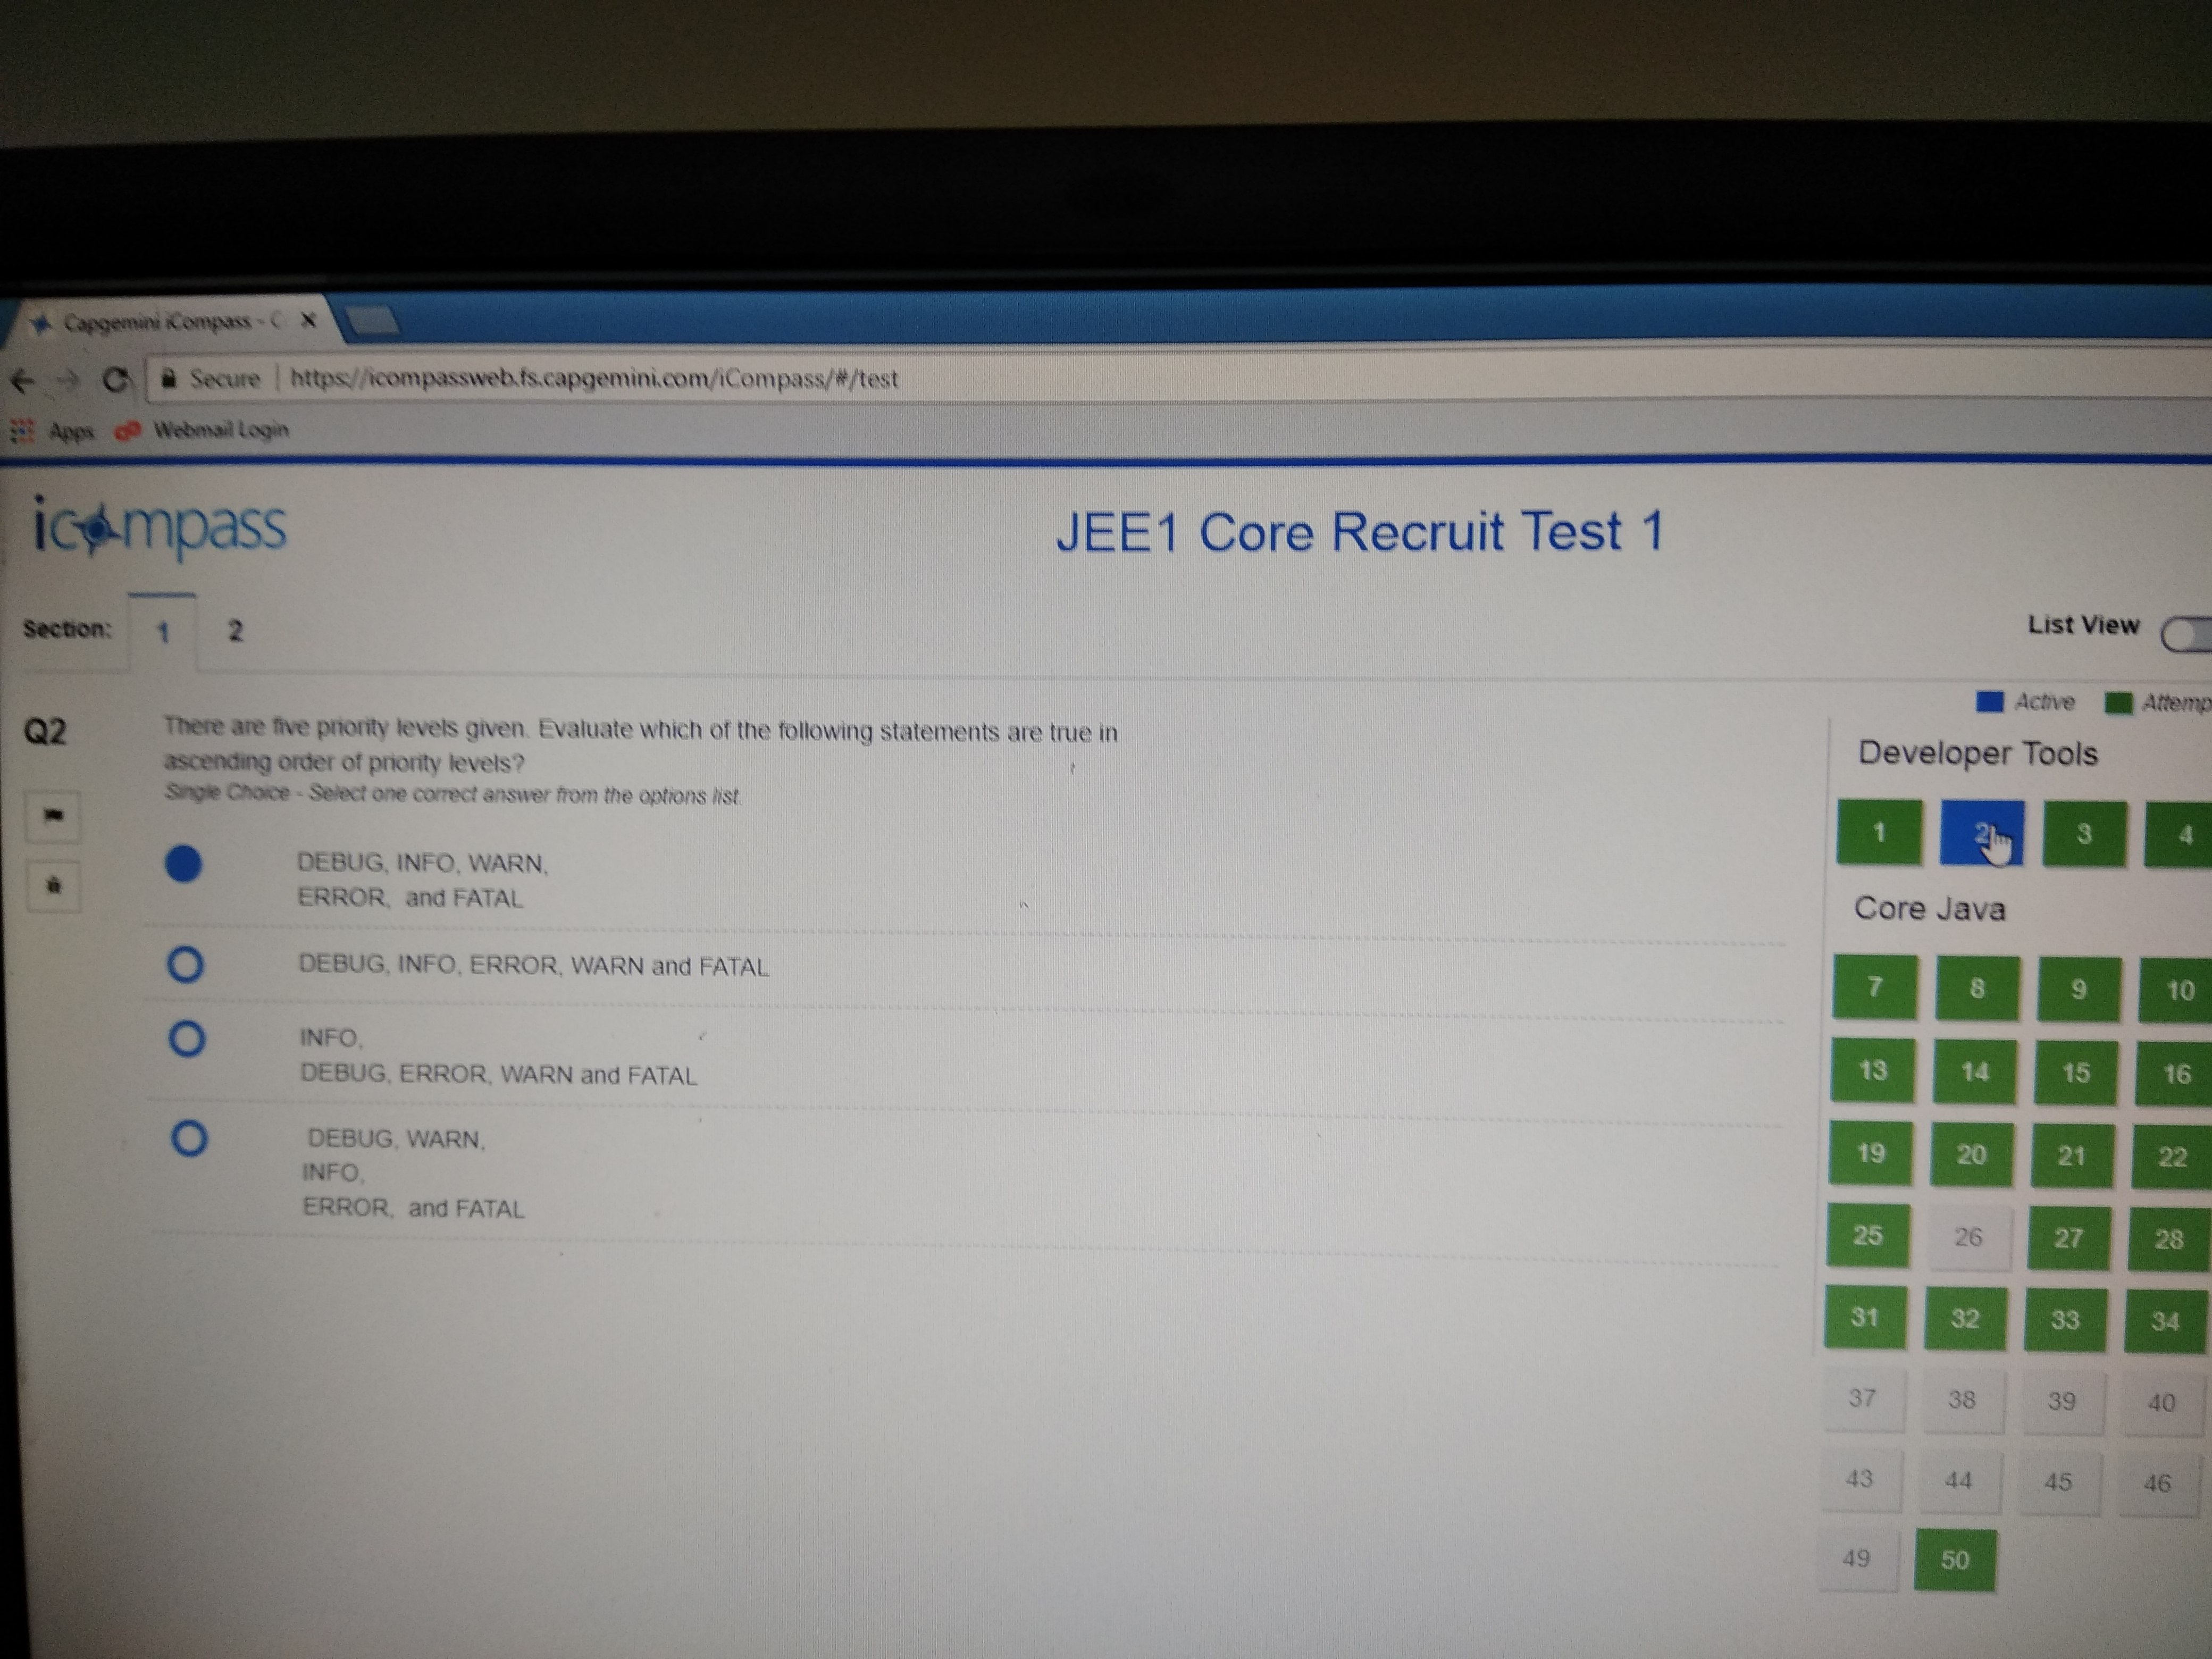 Capgemini iCompass - C
Secure | https://icompassweb.fs.capgemini.com/iCompass/#/test
Apps Webmail Login
icompass
JEE1 Core Recruit Test 1
Section: 1 2
List View
Active Attemp
Q2
There are five priority levels given. Evaluate which of the following statements are true in
ascending order of priority levels?
Single Choice - Select one correct answer from the options list.
DEBUG, INFO, WARN,
ERROR, and FATAL
DEBUG, INFO, ERROR, WARN and FATAL
INFO,
DEBUG, ERROR, WARN and FATAL
DEBUG, WARN,
INFO,
ERROR, and FATAL
Developer Tools
1 2 3 4
Core Java
7 8 9 10
13 14 15 16
19 20 21 22
25 26 27 28
31 32 33 34
37 38 39 40
43 44 45 46
49 50